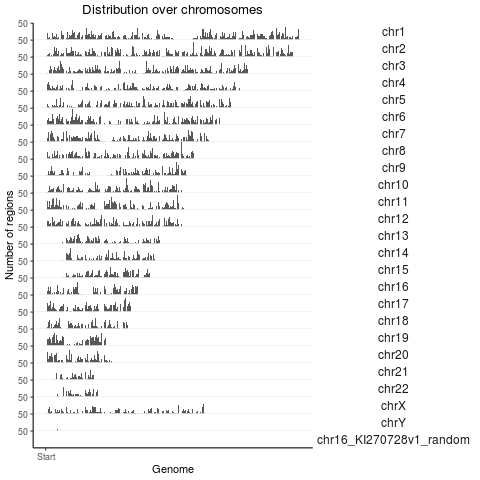 Distribution over chromosomes
50 chr1
50 chr2
50 chr3
50 chr4
50 chr5
50 chr6
50 chr7
50 chr8
50 chr9
50 chr10
50 chr11
50 chr12
50 chr13
50 chr14
50 chr15
50 chr16
50 chr17
50 chr18
50 chr19
50 chr20
50 chr21
50 chr22
50 chrX
50 chrY
50 chr16_KI270728v1_random
Number of regions
Start
Genome